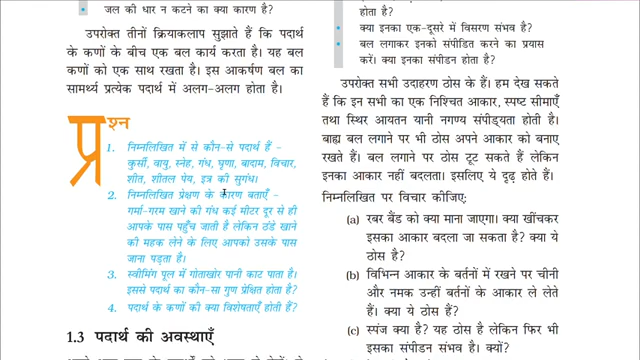 जल की धार न कटने का क्या कारण है?
उपरोक्त तीनों क्रियाकलाप सुझाते हैं कि पदार्थ
के कणों के बीच एक बल कार्य करता है। यह बल
कणों को एक साथ रखता है। इस आकर्षण बल का
सामर्थ्य प्रत्येक पदार्थ में अलग-अलग होता है।
प्रश्न
1. निम्नलिखित में से कौन-से पदार्थ हैं –
कुर्सी, वायु, स्नेह, गंध, घृणा, बादाम, विचार,
शीत, शीतल पेय, इत्र की सुगंध।
2. निम्नलिखित प्रेक्षण के कारण बताएँ –
गर्मा-गरम खाने की गंध कई मीटर दूर से ही
आपके पास पहुँच जाती है लेकिन ठंडे खाने
की महक लेने के लिए आपको उसके पास
जाना पड़ता है।
3. स्वीमिंग पूल में गोताखोर पानी काट पाता है।
इससे पदार्थ का कौन-सा गुण प्रेक्षित होता है?
4. पदार्थ के कणों की क्या विशेषताएँ होती हैं?
1.3 पदार्थ की अवस्थाएँ
होता है?
• क्या इनका एक-दूसरे में विसरण संभव है?
• बल लगाकर इनको संपीडित करने का प्रयास
करें। क्या इनका संपीडन होता है?
उपरोक्त सभी उदाहरण ठोस के हैं। हम देख सकते
हैं कि इन सभी का एक निश्चित आकार, स्पष्ट सीमाएँ
तथा स्थिर आयतन यानी नगण्य संपीड्यता होती है।
बाह्य बल लगाने पर भी ठोस अपने आकार को बनाए
रखते हैं। बल लगाने पर ठोस टूट सकते हैं लेकिन
इनका आकार नहीं बदलता। इसलिए ये दृढ़ होते हैं।
निम्नलिखित पर विचार कीजिए:
(a) रबर बैंड को क्या माना जाएगा। क्या खींचकर
इसका आकार बदला जा सकता है? क्या ये
ठोस है?
(b) विभिन्न आकार के बर्तनों में रखने पर चीनी
और नमक उन्हीं बर्तनों के आकार ले लेते
हैं। क्या ये ठोस हैं?
(c) स्पंज क्या है? यह ठोस है लेकिन फिर भी
इसका संपीडन संभव है। क्यों?